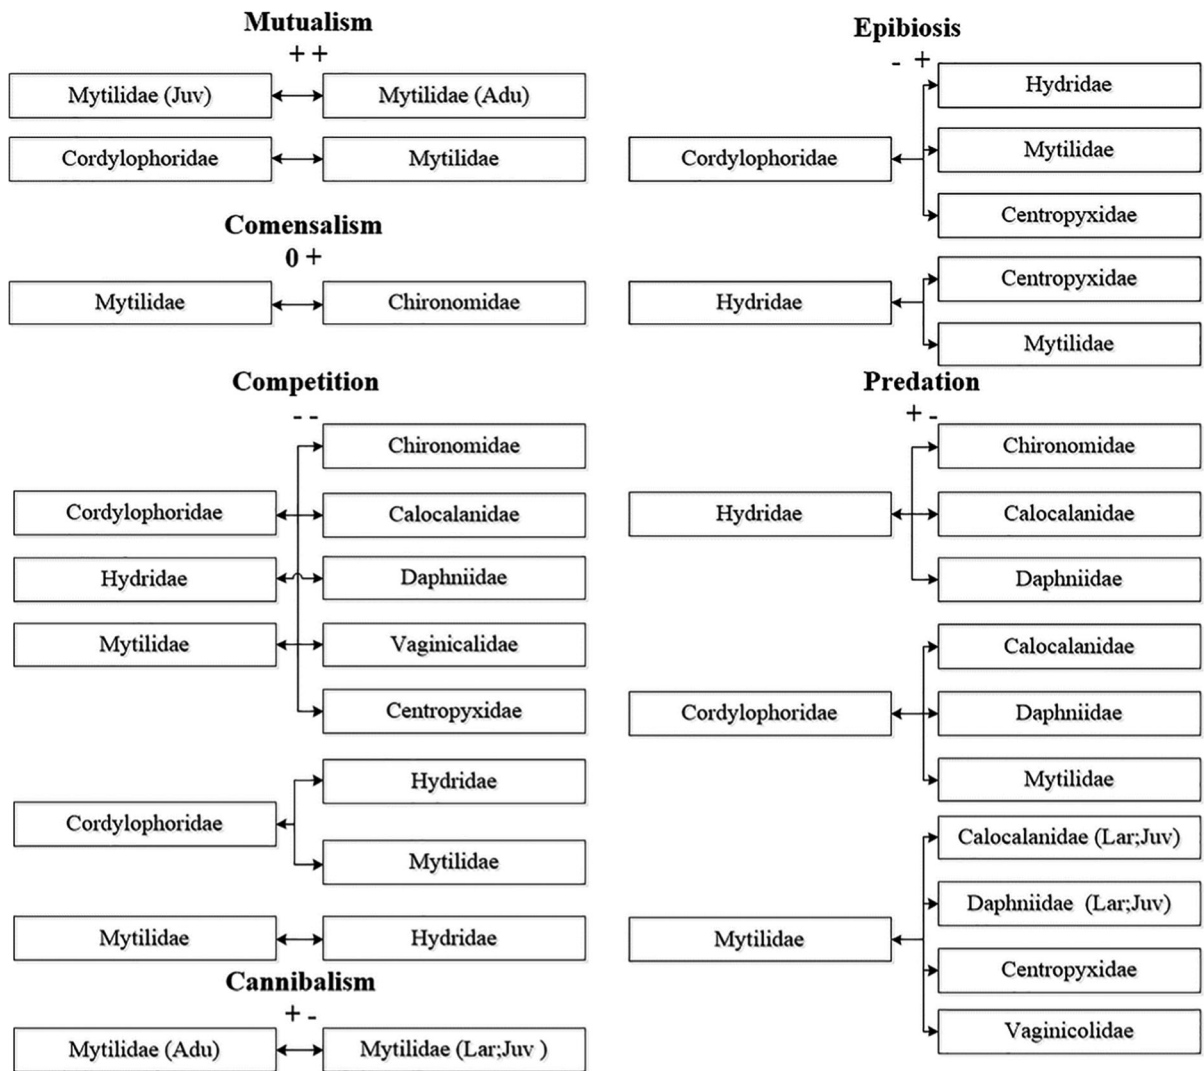 Mutualism
+ +
Mytilidae (Juv)
Mytilidae (Adu)
Cordylophoridae
Mytilidae
Comensalism
0 +
Mytilidae
Chironomidae
Competition
- -
Chironomidae
Cordylophoridae
Calocalanidae
Hydridae
Daphniidae
Mytilidae
Vaginicalidae
Centropyxidae
Hydridae
Cordylophoridae
Mytilidae
Mytilidae
Hydridae
Cannibalism
+ -
Mytilidae (Adu)
Mytilidae (Lar;Juv )
Epibiosis
- +
Hydridae
Cordylophoridae
Mytilidae
Centropyxidae
Centropyxidae
Hydridae
Mytilidae
Predation
+ -
Chironomidae
Hydridae
Calocalanidae
Daphniidae
Calocalanidae
Cordylophoridae
Daphniidae
Mytilidae
Calocalanidae (Lar;Juv)
Daphniidae (Lar;Juv)
Mytilidae
Centropyxidae
Vaginicolidae